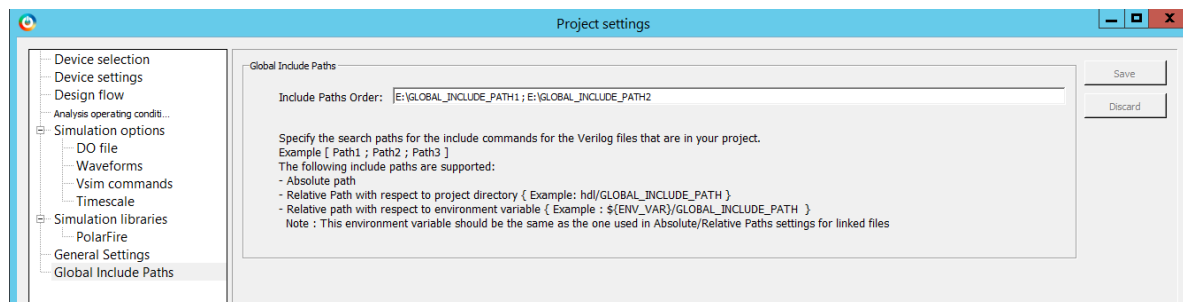 Project settings
Device selection
Device settings
Design flow
Analysis operating conditi...
Simulation options
DO file
Waveforms
Vsim commands
Timescale
Simulation libraries
PolarFire
General Settings
Global Include Paths
Global Include Paths
Include Paths Order: E:\GLOBAL_INCLUDE_PATH1 ; E:\GLOBAL_INCLUDE_PATH2
Specify the search paths for the include commands for the Verilog files that are in your project.
Example [ Path1 ; Path2 ; Path3 ]
The following include paths are supported:
- Absolute path
- Relative Path with respect to project directory { Example: hdl/GLOBAL_INCLUDE_PATH }
- Relative path with respect to environment variable { Example : ${ENV_VAR}/GLOBAL_INCLUDE_PATH }
Note : This environment variable should be the same as the one used in Absolute/Relative Paths settings for linked files
Save
Discard